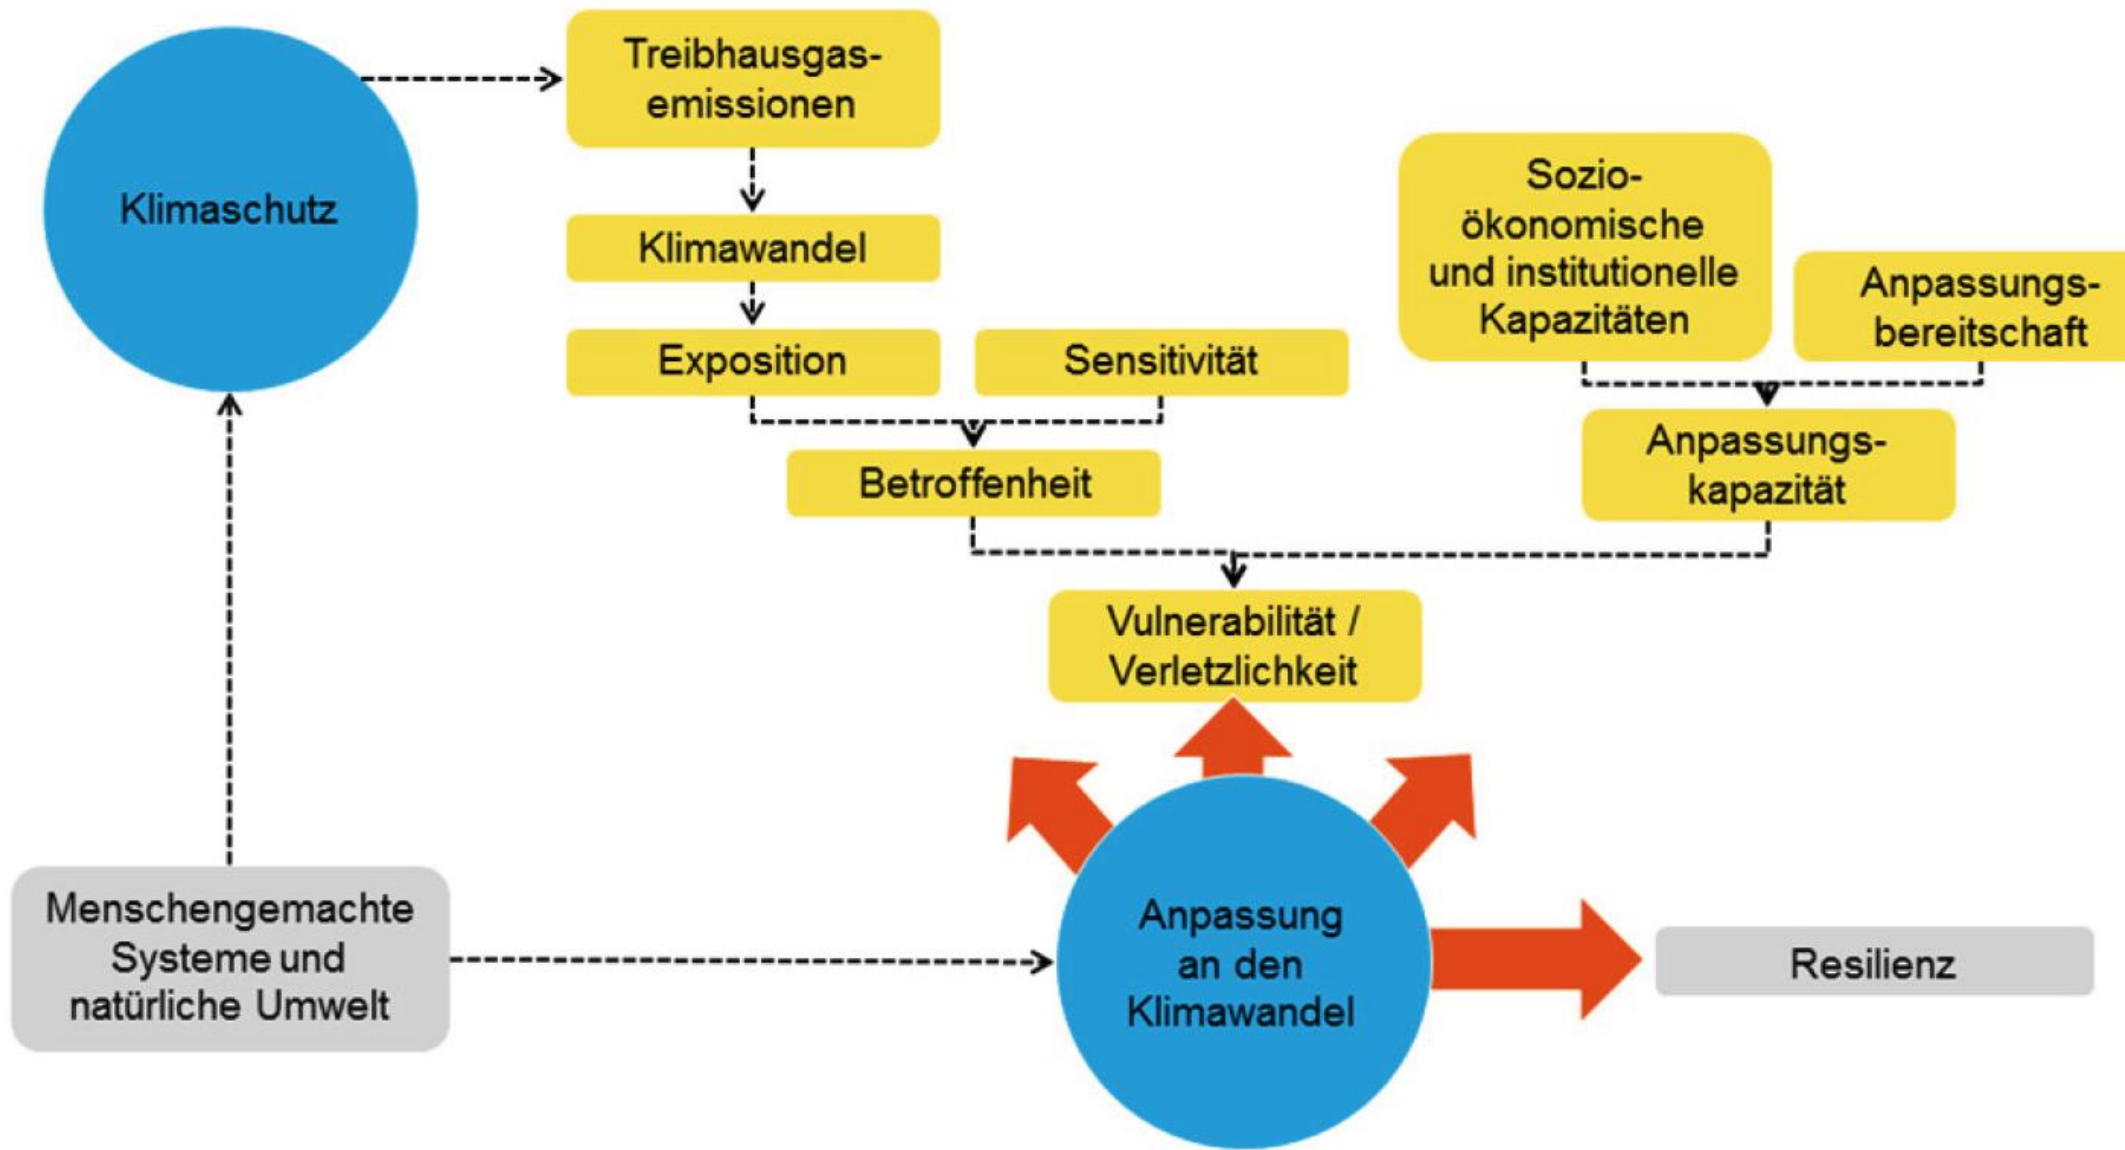 Klimaschutz
Treibhausgas-
emissionen
Klimawandel
Exposition
Sensitivität
Betroffenheit
Sozio-
ökonomische
und institutionelle
Kapazitäten
Anpassungs-
bereitschaft
Anpassungs-
kapazität
Vulnerabilität /
Verletzlichkeit
Menschengemachte
Systeme und
natürliche Umwelt
Anpassung
an den
Klimawandel
Resilienz